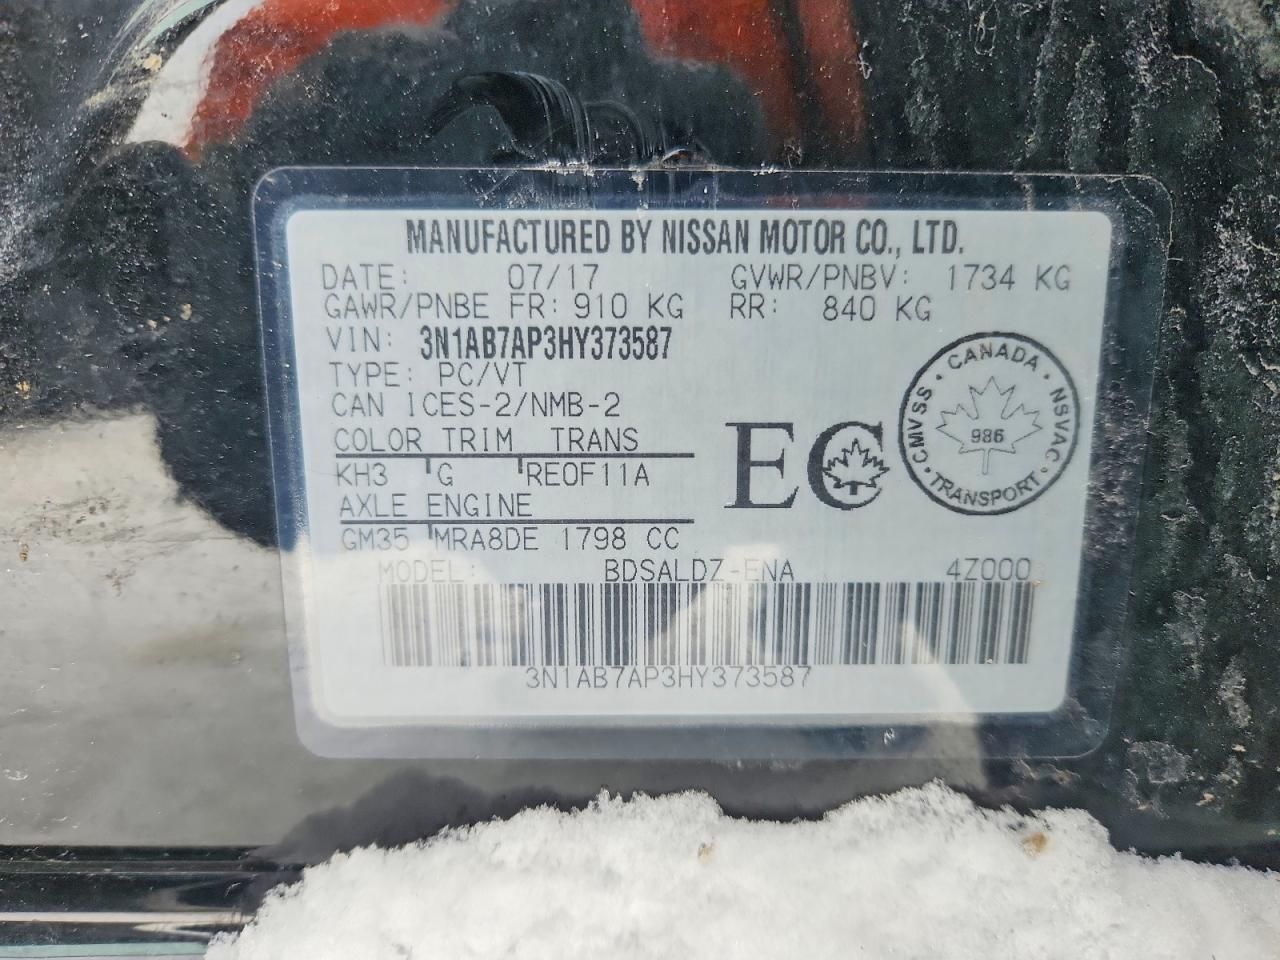 MANUFACTURED BY NISSAN MOTOR CO., LTD.
DATE: 07/17 GVWR/PNBV: 1734 KG
GAWR/PNBE FR: 910 KG RR: 840 KG
VIN: 3N1AB7AP3HY373587
TYPE: PC/VT
CAN ICES-2/NMB-2
COLOR TRIM TRANS
KH3 G RE0F11A
AXLE ENGINE
GM35 MRA8DE 1798 CC
EC
CANADA · NSVAC · TRANSPORT · CMVSS ·
986
MODEL: BDSALDZ-ENA 4Z000
3N1AB7AP3HY373587